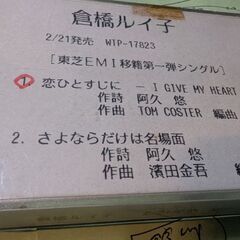 倉橋ルイ子
2/21発売 WTP-17823
[東芝EMI移籍第一弾シングル]
1 恋ひとすじに － I GIVE MY HEART
作詩 阿久 悠
作曲 TOM COSTER 編曲
2. さよならだけは名場面
作詩 阿久 悠
作曲 濱田金吾 編